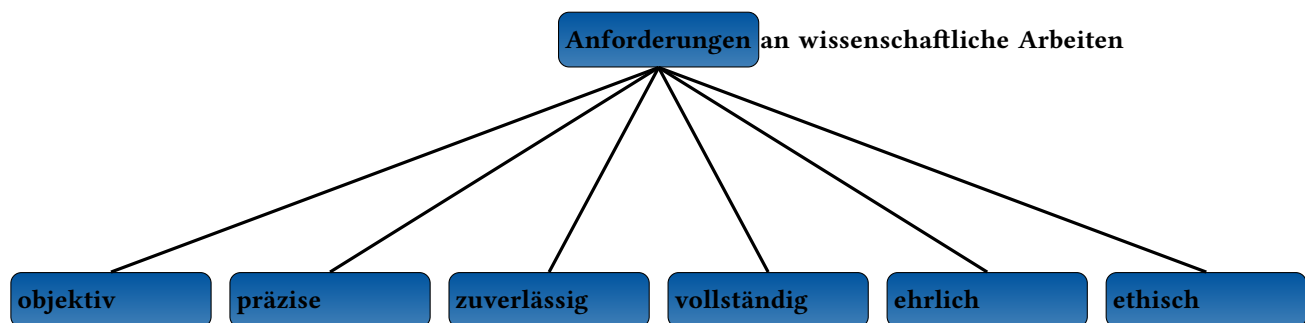 Anforderungen an wissenschaftliche Arbeiten
objektiv
präzise
zuverlässig
vollständig
ehrlich
ethisch